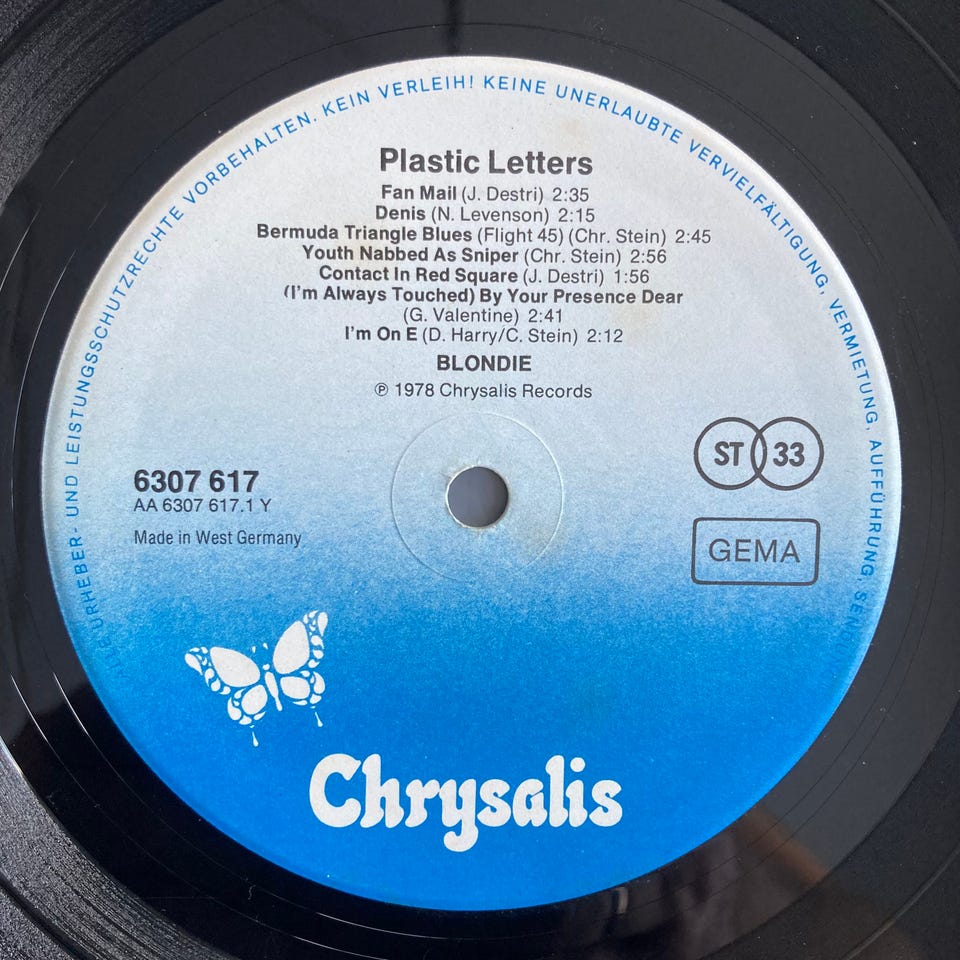 ALLE URHEBER- UND LEISTUNGSSCHUTZRECHTE VORBEHALTEN. KEIN VERLEIH! KEINE UNERLAUBTE VERVIELFÄLTIGUNG, VERMIETUNG, AUFFÜHRUNG,
Plastic Letters
Fan Mail (J. Destri) 2:35
Denis (N. Levenson) 2:15
Bermuda Triangle Blues (Flight 45) (Chr. Stein) 2:45
Youth Nabbed As Sniper (Chr. Stein) 2:56
Contact In Red Square (J. Destri) 1:56
(I'm Always Touched) By Your Presence Dear
(G. Valentine) 2:41
I'm On E (D. Harry/C. Stein) 2:12
BLONDIE
℗ 1978 Chrysalis Records
ST 33
6307 617
AA 6307 617.1 Y
Made in West Germany
GEMA
Chrysalis